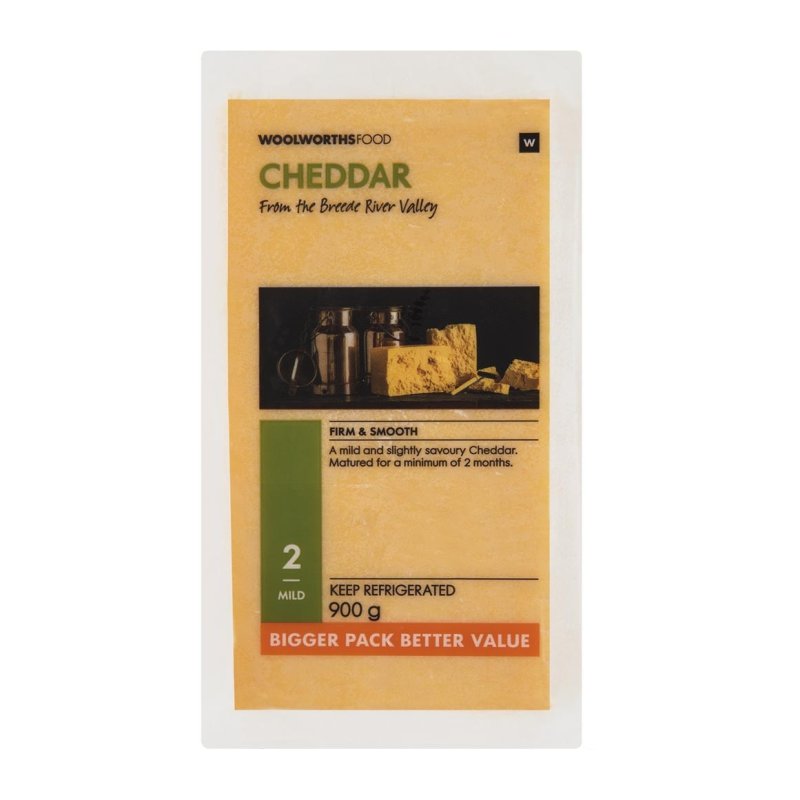 WOOLWORTHSFOOD
W
CHEDDAR
From the Breede River Valley
FIRM & SMOOTH
A mild and slightly savoury Cheddar.
Matured for a minimum of 2 months.
2
MILD
KEEP REFRIGERATED
900 g
BIGGER PACK BETTER VALUE